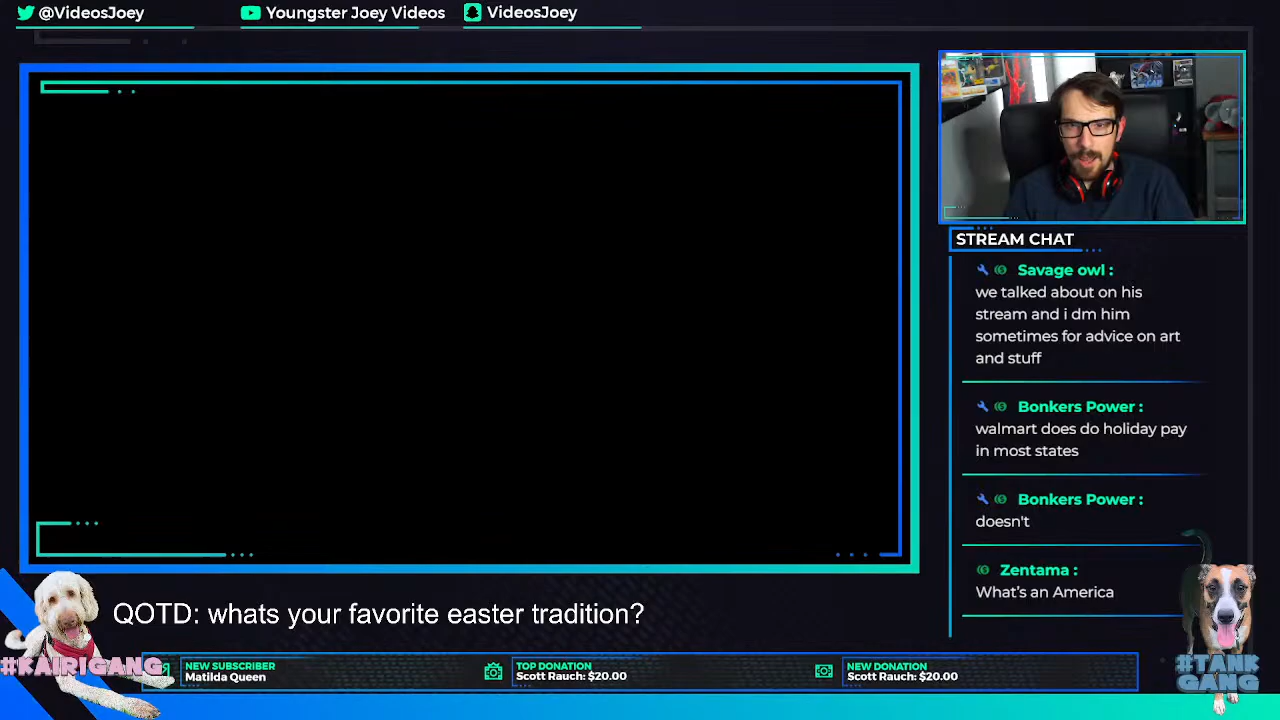 @VideosJoey
Youngster Joey Videos
VideosJoey
STREAM CHAT
Savage owl :
we talked about on his
stream and i dm him
sometimes for advice on art
and stuff
Bonkers Power :
walmart does do holiday pay
in most states
Bonkers Power :
doesn't
Zentama :
What's an America
QOTD: whats your favorite easter tradition?
#KAIRIGANG
NEW SUBSCRIBER
Matilda Queen
TOP DONATION
Scott Rauch: $20.00
NEW DONATION
Scott Rauch: $20.00
#TANK
GANG